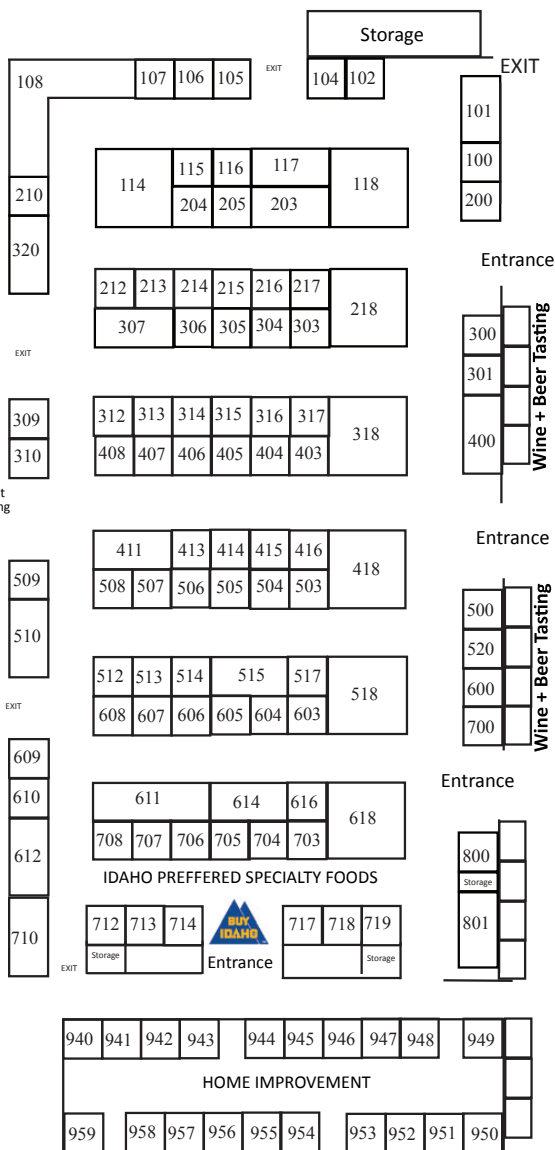 Storage
EXIT
108 107 106 105 EXIT 104 102
101
100
200
114 115 116 117 118
204 205 203
210
320
Entrance
212 213 214 215 216 217 218
307 306 305 304 303
300
301
400
Wine + Beer Tasting
EXIT
309
310
312 313 314 315 316 317 318
408 407 406 405 404 403
t
ng
Entrance
411 413 414 415 416 418
508 507 506 505 504 503
509
510
500
520
600
700
Wine + Beer Tasting
512 513 514 515 517 518
608 607 606 605 604 603
EXIT
609
610
612
710
Entrance
611 614 616 618
708 707 706 705 704 703
IDAHO PREFFERED SPECIALTY FOODS
800
Storage
801
712 713 714 BUY IDAHO 717 718 719
Storage Entrance Storage
EXIT
940 941 942 943 944 945 946 947 948 949
HOME IMPROVEMENT
959 958 957 956 955 954 953 952 951 950